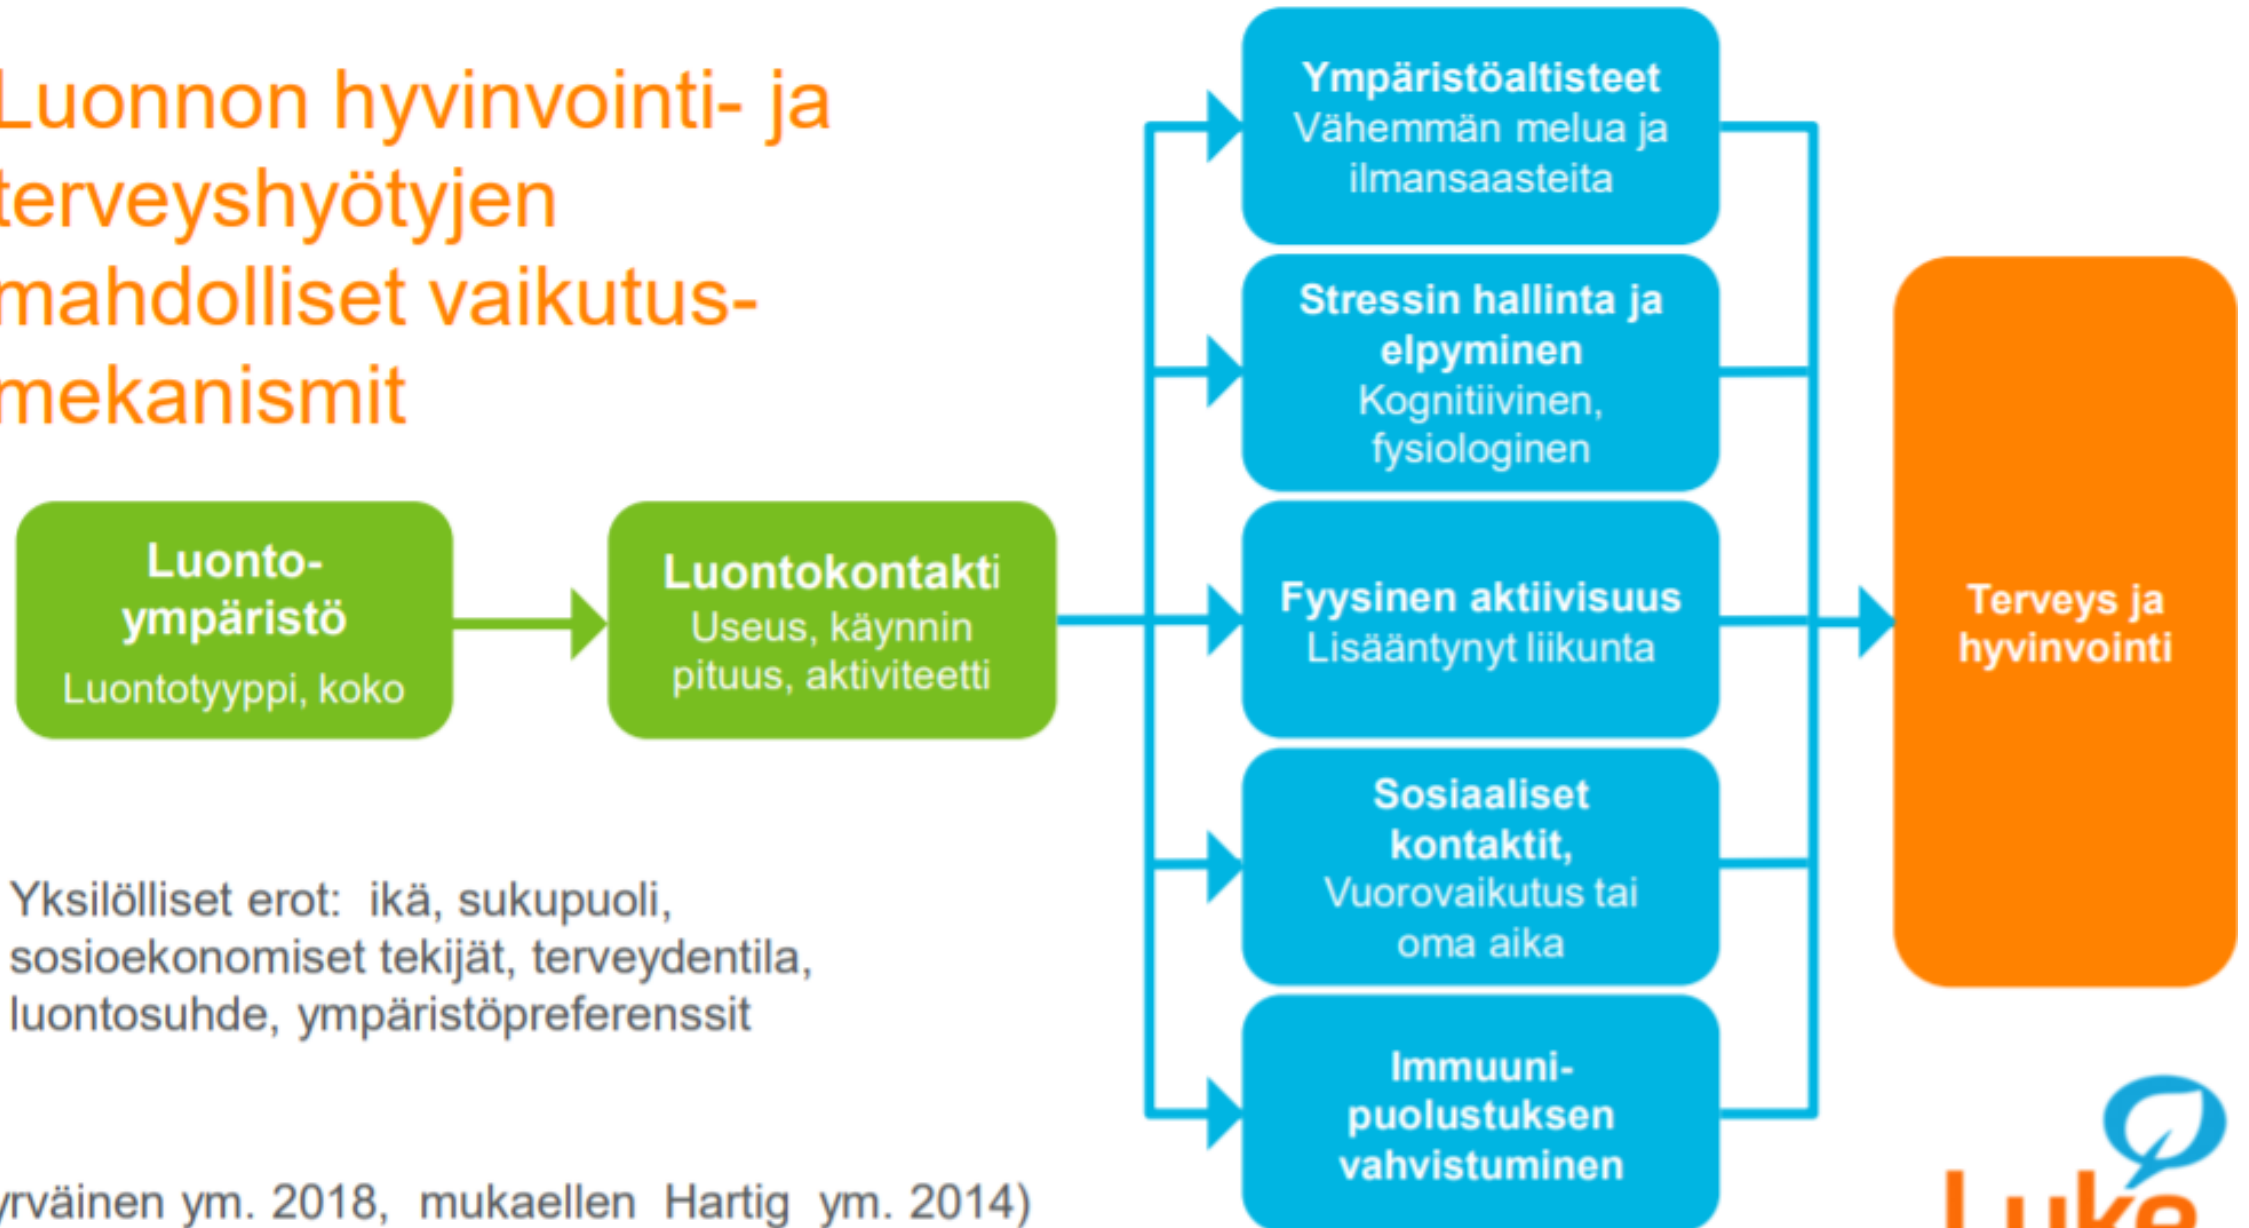 Luonnon hyvinvointi- ja
terveyshyötyjen
mahdolliset vaikutus-
mekanismit
Luonto-
ympäristö
Luontotyyppi, koko
Luontokontakti
Useus, käynnin
pituus, aktiviteetti
Ympäristöaltisteet
Vähemmän melua ja
ilmansaasteita
Stressin hallinta ja
elpyminen
Kognitiivinen,
fysiologinen
Fyysinen aktiivisuus
Lisääntynyt liikunta
Sosiaaliset
kontaktit,
Vuorovaikutus tai
oma aika
Immuuni-
puolustuksen
vahvistuminen
Terveys ja
hyvinvointi
Yksilölliset erot: ikä, sukupuoli,
sosioekonomiset tekijät, terveydentila,
luontosuhde, ympäristöpreferenssit
yrväinen ym. 2018, mukaellen Hartig ym. 2014)
Luke